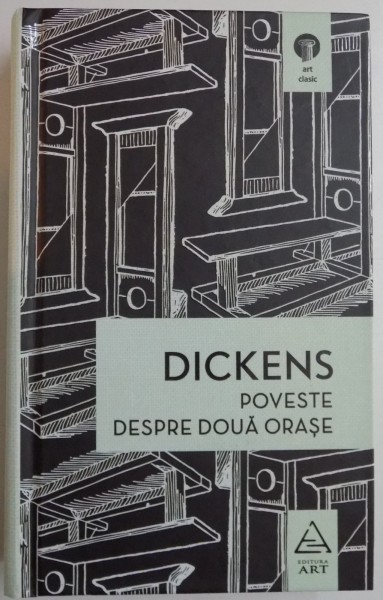 art
clasic
DICKENS
POVESTE
DESPRE DOUĂ ORAȘE
EDITURA
ART